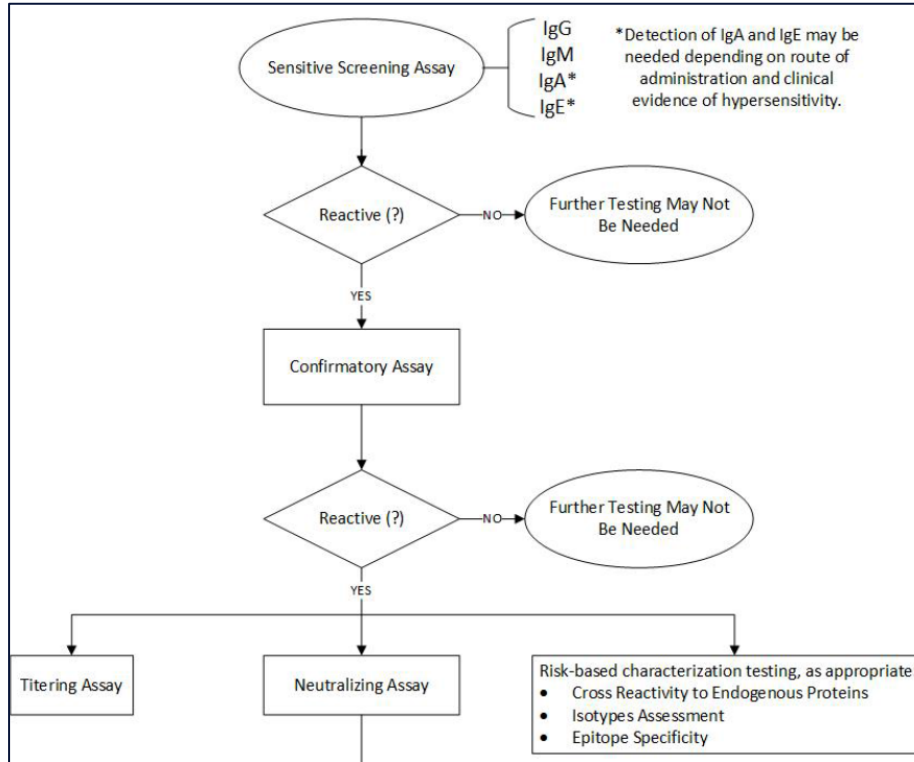 Sensitive Screening Assay
IgG
IgM
IgA*
IgE*
*Detection of IgA and IgE may be
needed depending on route of
administration and clinical
evidence of hypersensitivity.
Reactive (?)
NO
Further Testing May Not
Be Needed
YES
Confirmatory Assay
Reactive (?)
NO
Further Testing May Not
Be Needed
YES
Titering Assay
Neutralizing Assay
Risk-based characterization testing, as appropriate
• Cross Reactivity to Endogenous Proteins
• Isotypes Assessment
• Epitope Specificity